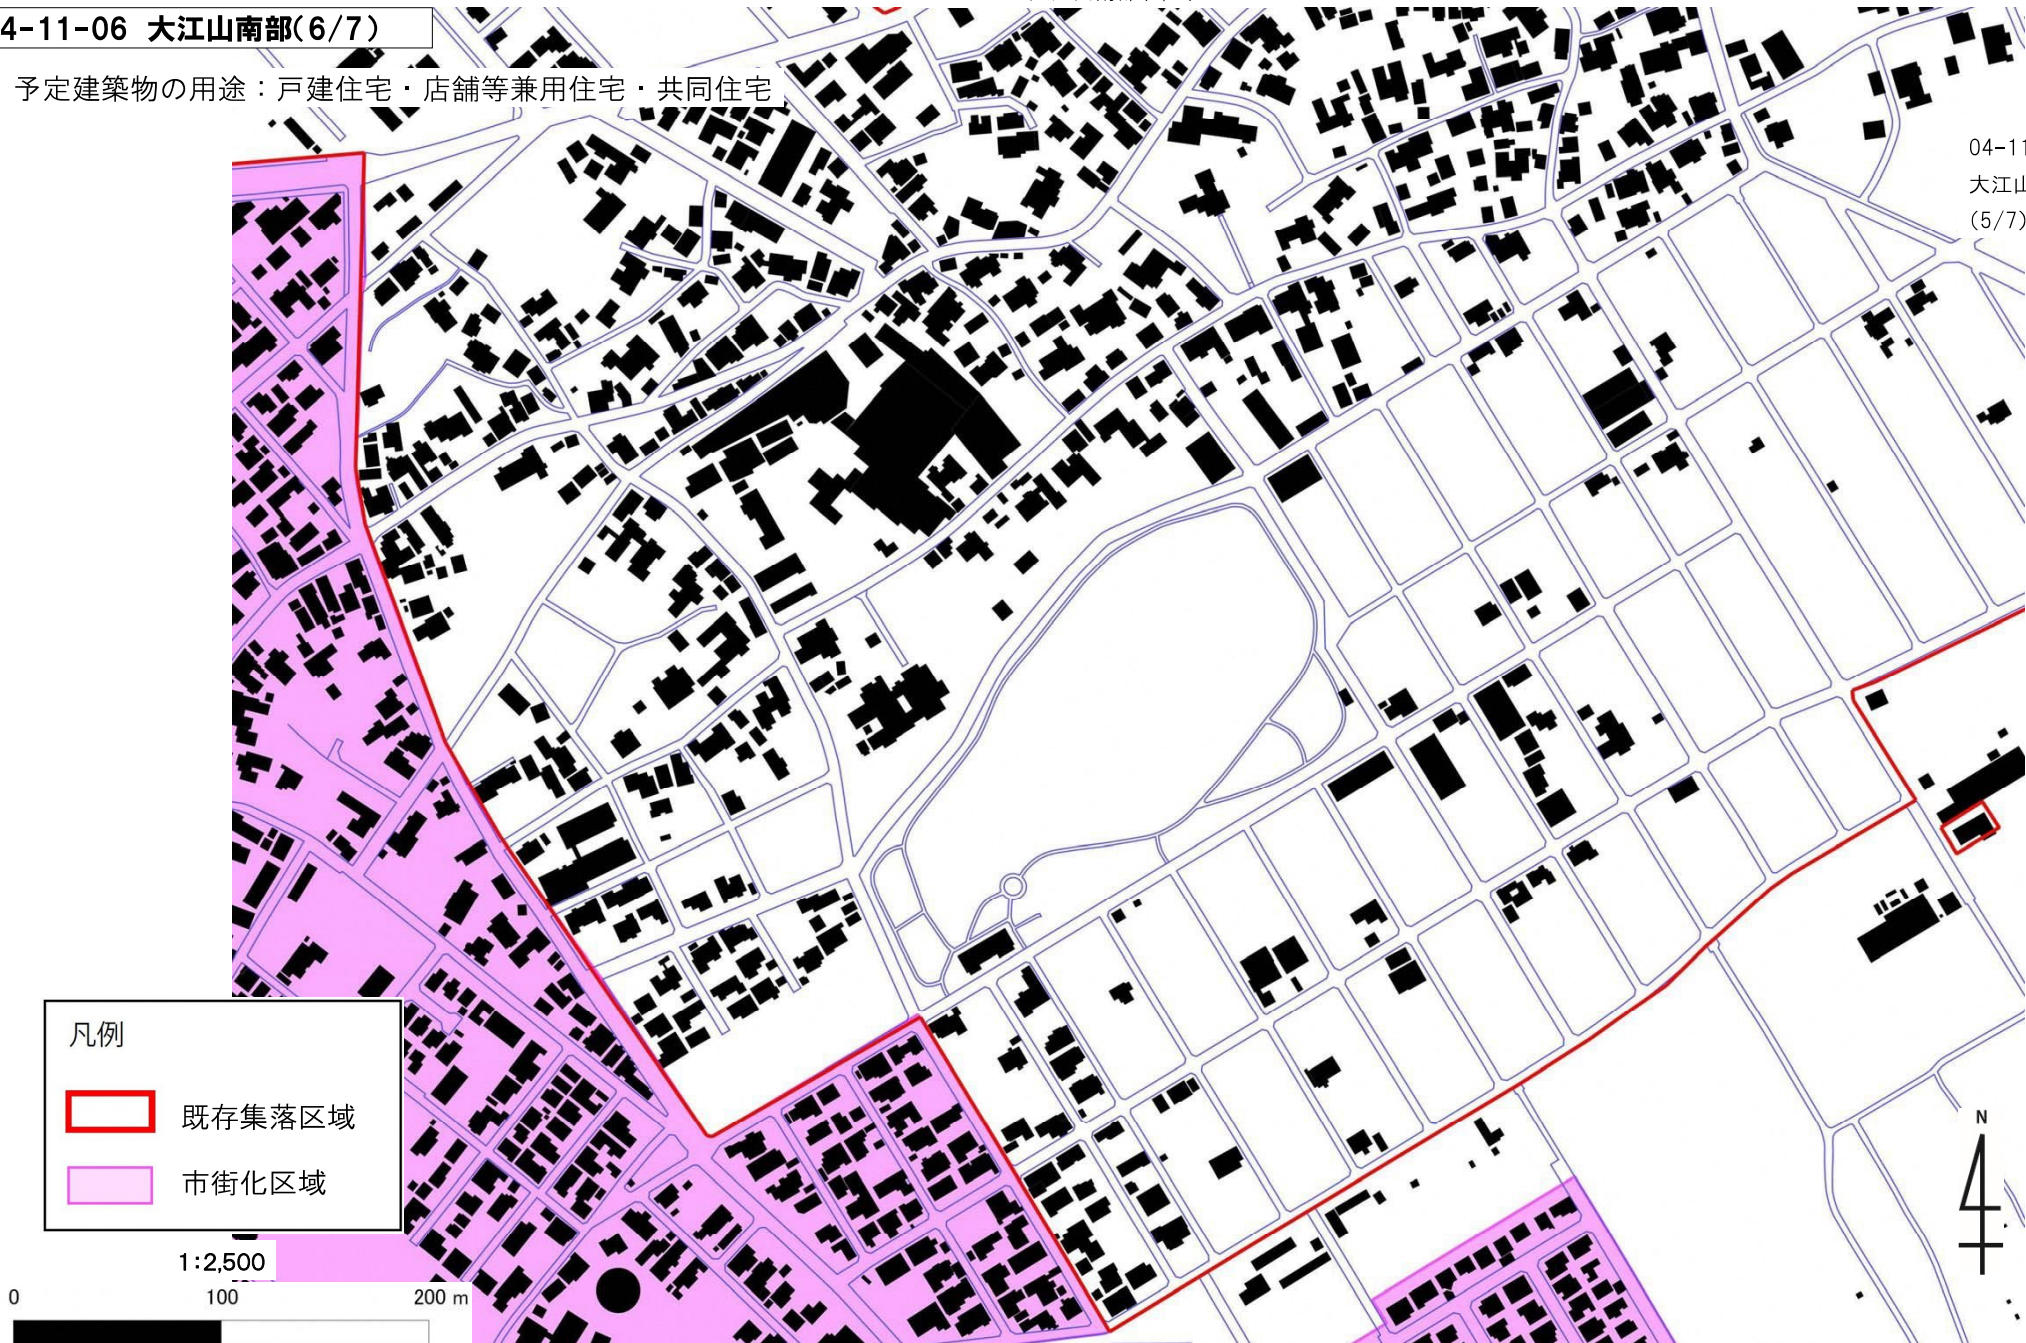 4-11-06 大江山南部(6/7)
予定建築物の用途：戸建住宅・店舗等兼用住宅・共同住宅
04-11
大江山
(5/7)
凡例
既存集落区域
市街化区域
N
1:2,500
0 100 200 m